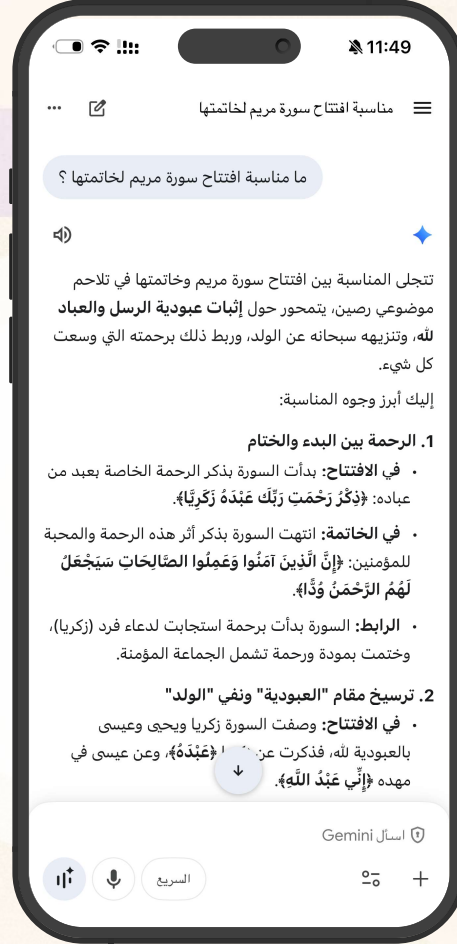 11:49
مناسبة افتتاح سورة مريم لخاتمتها
ما مناسبة افتتاح سورة مريم لخاتمتها ؟
تتجلى المناسبة بين افتتاح سورة مريم وخاتمتها في تلاحم
موضوعي رصين، يتمحور حول إثبات عبودية الرسل والعباد
لله، وتنزيهه سبحانه عن الولد، وربط ذلك برحمته التي وسعت
كل شيء.
إليك أبرز وجوه المناسبة:
1. الرحمة بين البدء والختام
• في الافتتاح: بدأت السورة بذكر الرحمة الخاصة بعبد من
عباده: ﴿ذِكْرُ رَحْمَتِ رَبِّكَ عَبْدَهُ زَكَرِيَّا﴾.
• في الخاتمة: انتهت السورة بذكر أثر هذه الرحمة والمحبة
للمؤمنين: ﴿إِنَّ الَّذِينَ آمَنُوا وَعَمِلُوا الصَّالِحَاتِ سَيَجْعَلُ
لَهُمُ الرَّحْمَنُ وُدًّا﴾.
• الرابط: السورة بدأت برحمة استجابت لدعاء فرد (زكريا)،
وختمت بمودة ورحمة تشمل الجماعة المؤمنة.
2. ترسيخ مقام "العبودية" ونفي "الولد"
• في الافتتاح: وصفت السورة زكريا ويحيى وعيسى
بالعبودية لله، فذكرت عن ﴿عَبْدَهُ﴾، وعن عيسى في
مهده ﴿إِنِّي عَبْدُ اللَّهِ﴾.
اسأل Gemini
السريع